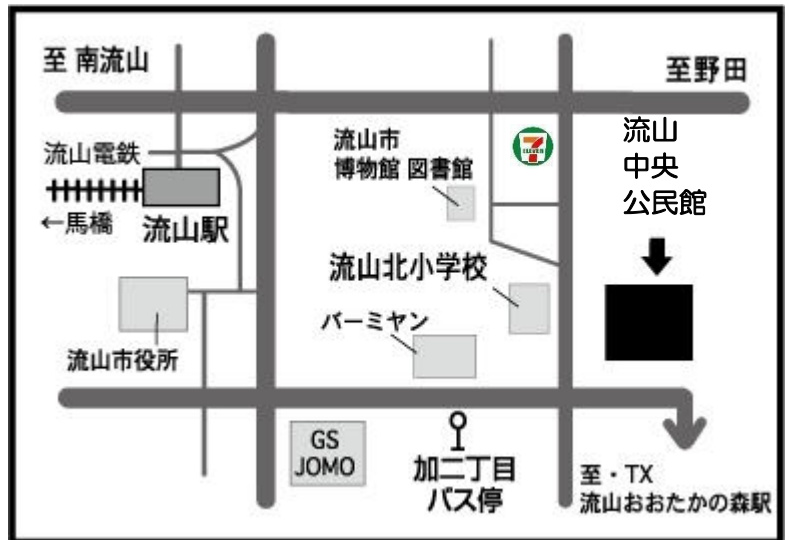 至 南流山
至野田
流山
中央
公民館
流山市
博物館 図書館
7
ELEVEN
流山電鉄
←馬橋
流山駅
流山北小学校
バーミヤン
流山市役所
GS
JOMO
加二丁目
バス停
至・TX
流山おおたかの森駅